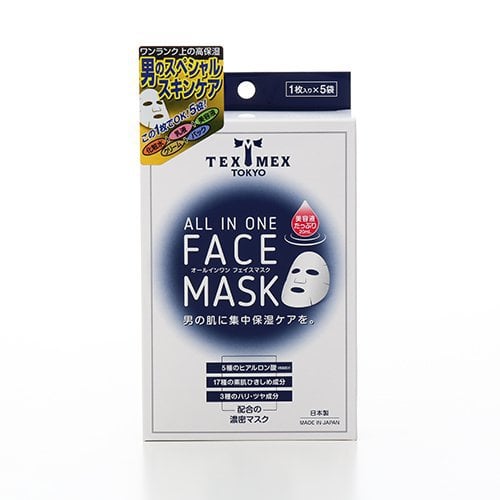 ワンランク上の高保湿
男のスペシャル
スキンケア
この1枚でOK!5役!
化粧水 乳液 美容液
クリーム パック
1枚入り×5袋
TEXMEX
TOKYO
ALL IN ONE
FACE
オールインワン フェイスマスク
MASK
美容液
たっぷり
20mL
男の肌に集中保湿ケアを。
5種のヒアルロン酸
17種の素肌ひきしめ成分
3種のハリ・ツヤ成分
配合の
濃密マスク
日本製
MADE IN JAPAN